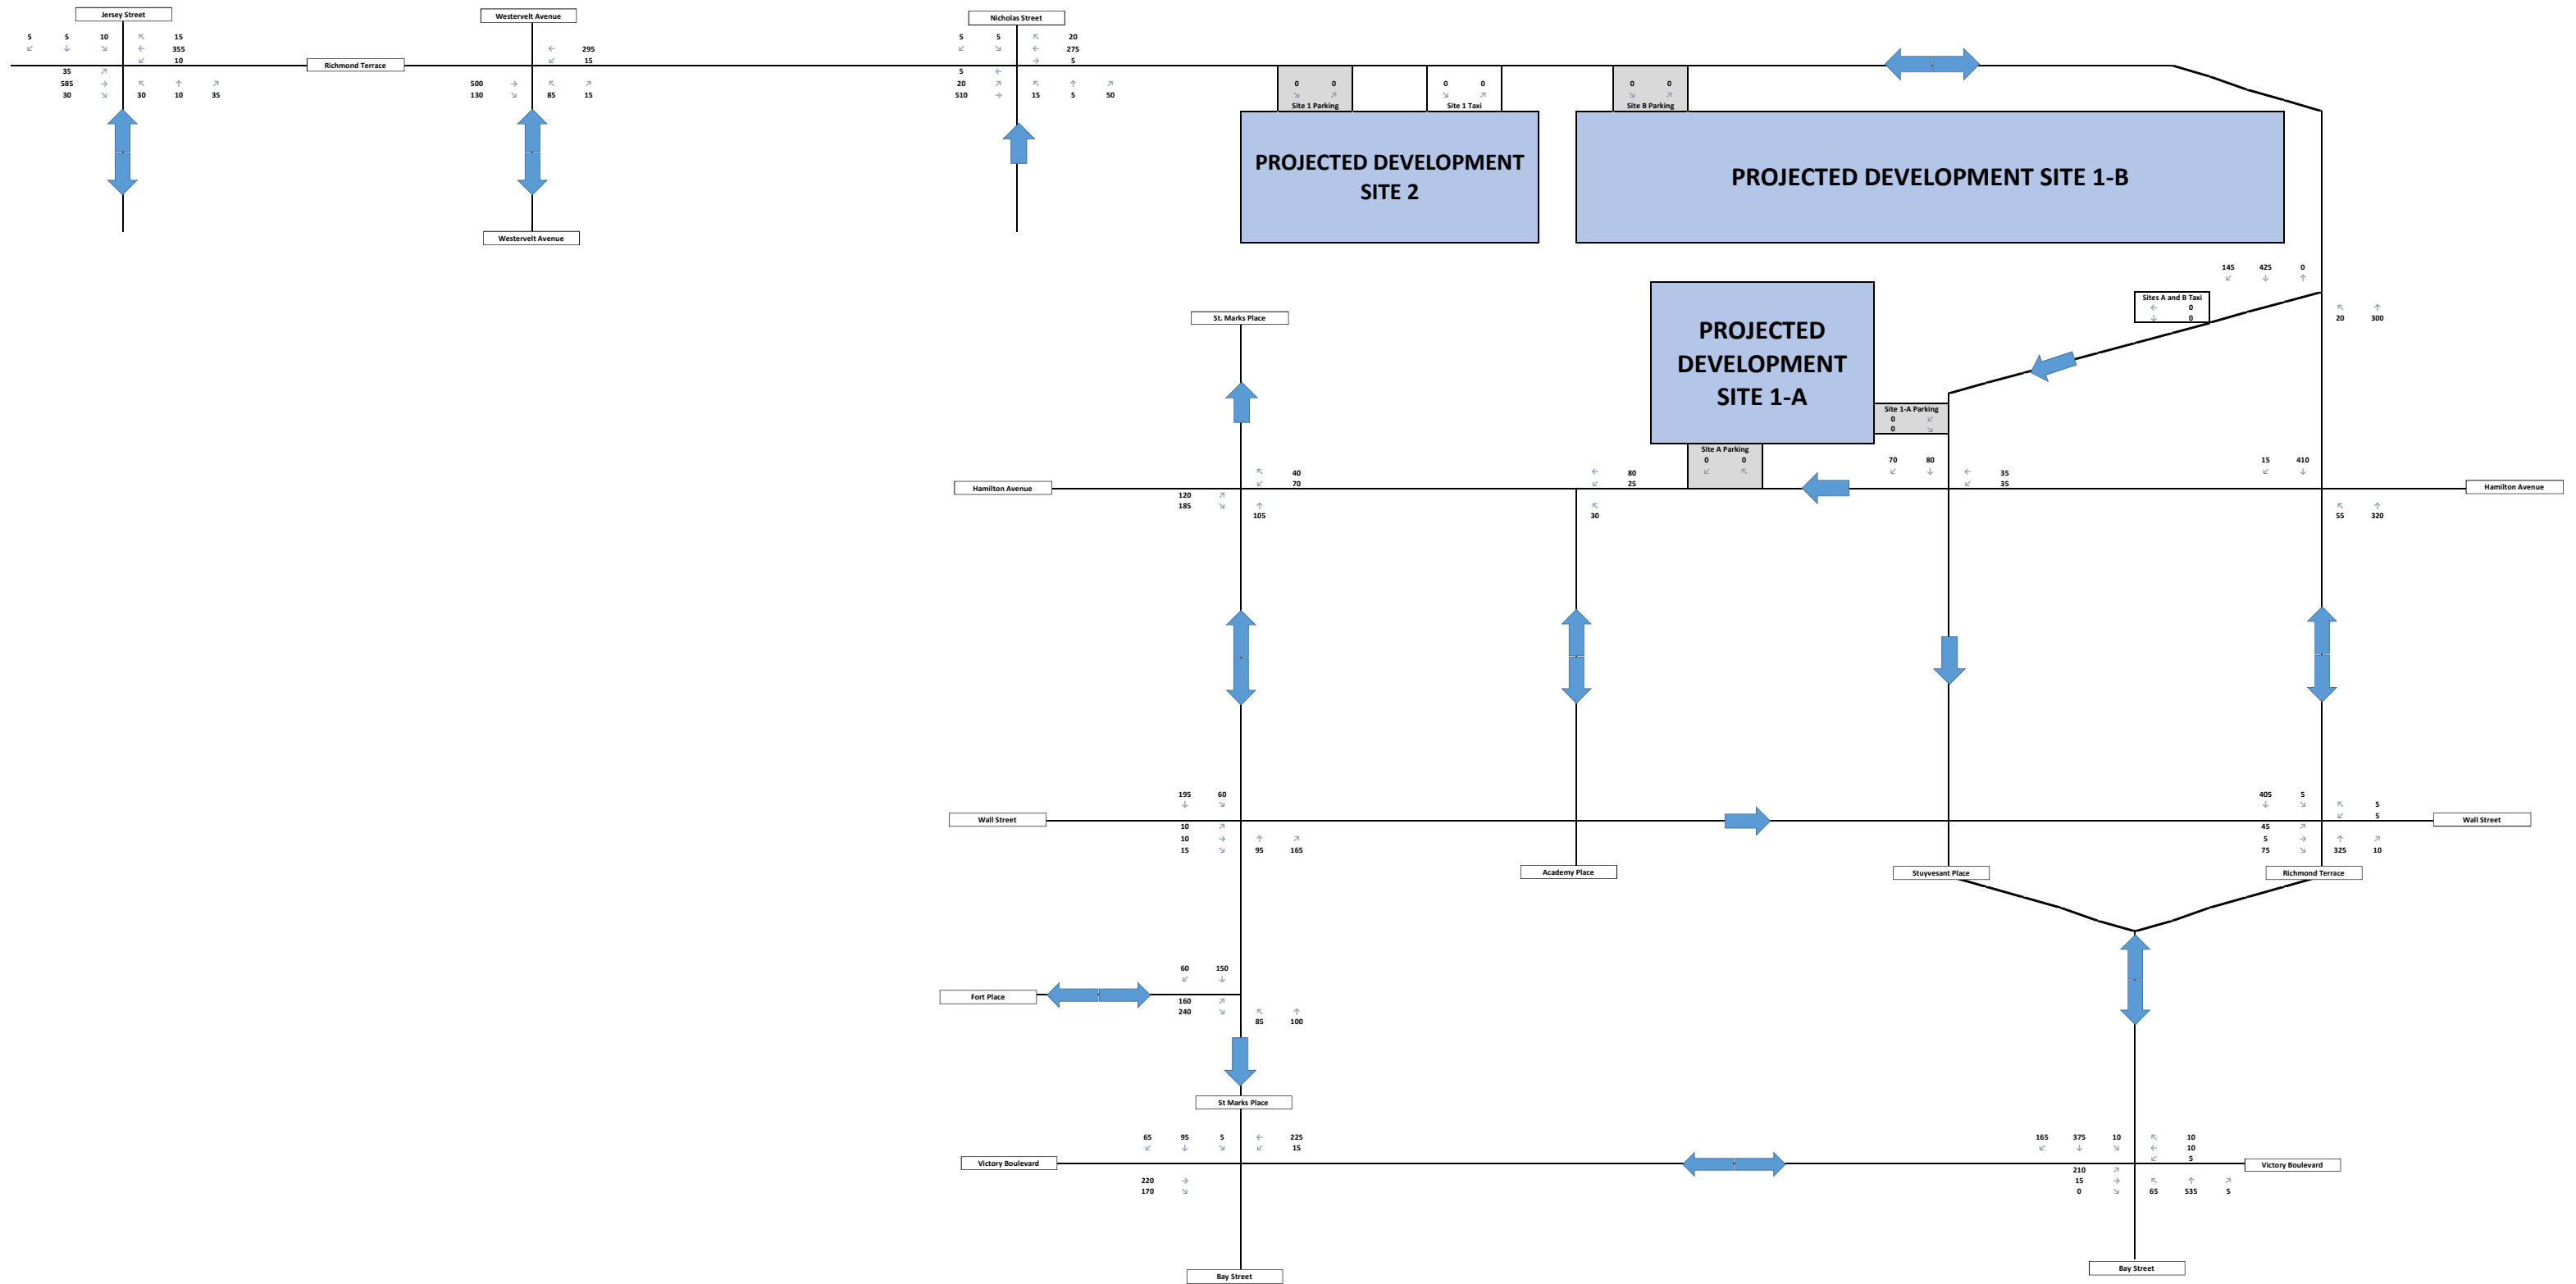 Jersey Street
Westervelt Avenue
Nicholas Street
5 5 10 ↖ 15
↙ ↓ ↘ ← 355
↙ 10
Richmond Terrace
35 ↗
585 → ↖ ↑ ↗
30 ↘ 30 10 35
← 295
↙ 15
500 → ↖ ↗
130 ↘ 85 15
Westervelt Avenue
5 5 ↖ 20
↙ ↘ ← 275
→ 5
5 ←
20 ↗ ↖ ↑ ↗
510 → 15 5 50
0 0
↘ ↗
Site 1 Parking
0 0
↘ ↗
Site 1 Taxi
0 0
↘ ↗
Site B Parking
PROJECTED DEVELOPMENT
SITE 2
PROJECTED DEVELOPMENT SITE 1-B
145 425 0
↙ ↓ ↑
Sites A and B Taxi
← 0
↓ 0
↖ ↑
20 300
St. Marks Place
PROJECTED
DEVELOPMENT
SITE 1-A
Site 1-A Parking
0 ↙
0 ↘
Site A Parking
0 0
↙ ↖
Hamilton Avenue
↖ 40
↙ 70
120 ↗
185 ↘ ↑
105
← 80
↙ 25
↖
30
70 80 ← 35
↙ ↓ ↙ 35
15 410
↙ ↓
↖ ↑
55 320
Hamilton Avenue
195 60
↓ ↘
Wall Street
10 ↗
10 → ↑ ↗
15 ↘ 95 165
405 5 ↖ 5
↓ ↘ ↙ 5
45 ↗
5 → ↑ ↗
75 ↘ 325 10
Wall Street
Academy Place
Stuyvesant Place
Richmond Terrace
60 150
↙ ↓
Fort Place
160 ↗
240 ↘ ↖ ↑
85 100
St Marks Place
65 95 5 ← 225
↙ ↓ ↘ ↙ 15
Victory Boulevard
220 →
170 ↘
165 375 10 ↖ 10
↙ ↓ ↘ ← 10
↙ 5
Victory Boulevard
210 ↗
15 → ↖ ↑ ↗
0 ↘ 65 535 5
Bay Street
Bay Street